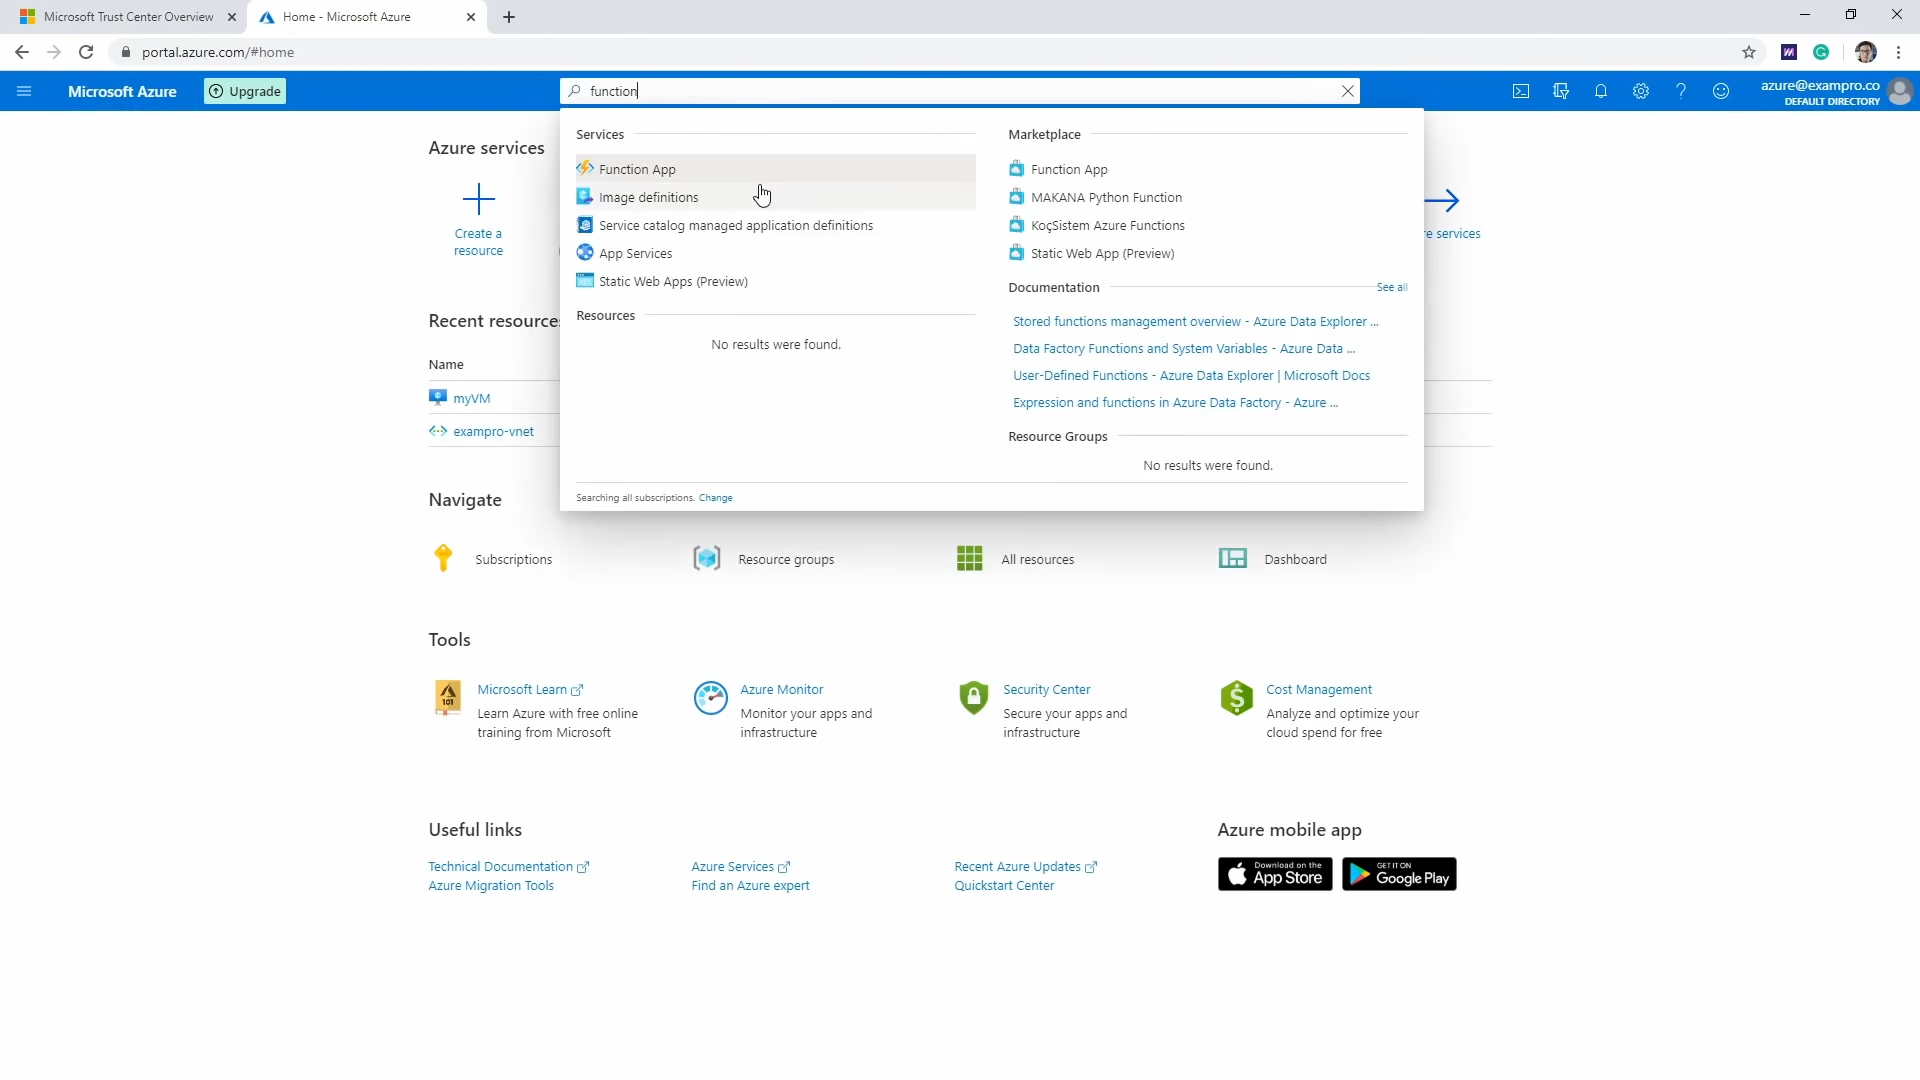 Microsoft Trust Center Overview
Home - Microsoft Azure
portal.azure.com/#home
Microsoft Azure
Upgrade
function
azure@exampro.co
DEFAULT DIRECTORY
Azure services
Create a
resource
Services
Function App
Image definitions
Service catalog managed application definitions
App Services
Static Web Apps (Preview)
Resources
No results were found.
Marketplace
Function App
MAKANA Python Function
KoçSistem Azure Functions
Static Web App (Preview)
Documentation
See all
Stored functions management overview - Azure Data Explorer ...
Data Factory Functions and System Variables - Azure Data ...
User-Defined Functions - Azure Data Explorer | Microsoft Docs
Expression and functions in Azure Data Factory - Azure ...
Resource Groups
No results were found.
Searching all subscriptions. Change
services
Recent resources
Name
myVM
exampro-vnet
Navigate
Subscriptions
Resource groups
All resources
Dashboard
Tools
Microsoft Learn
Learn Azure with free online
training from Microsoft
101
Azure Monitor
Monitor your apps and
infrastructure
Security Center
Secure your apps and
infrastructure
Cost Management
Analyze and optimize your
cloud spend for free
Useful links
Technical Documentation
Azure Migration Tools
Azure Services
Find an Azure expert
Recent Azure Updates
Quickstart Center
Azure mobile app
Download on the
App Store
GET IT ON
Google Play